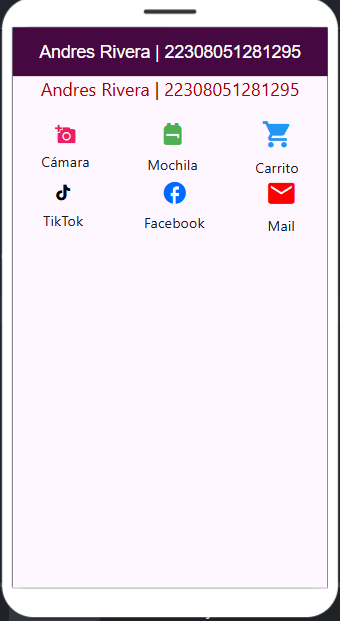 Andres Rivera | 22308051281295
Andres Rivera | 22308051281295
Cámara Mochila Carrito
TikTok Facebook Mail